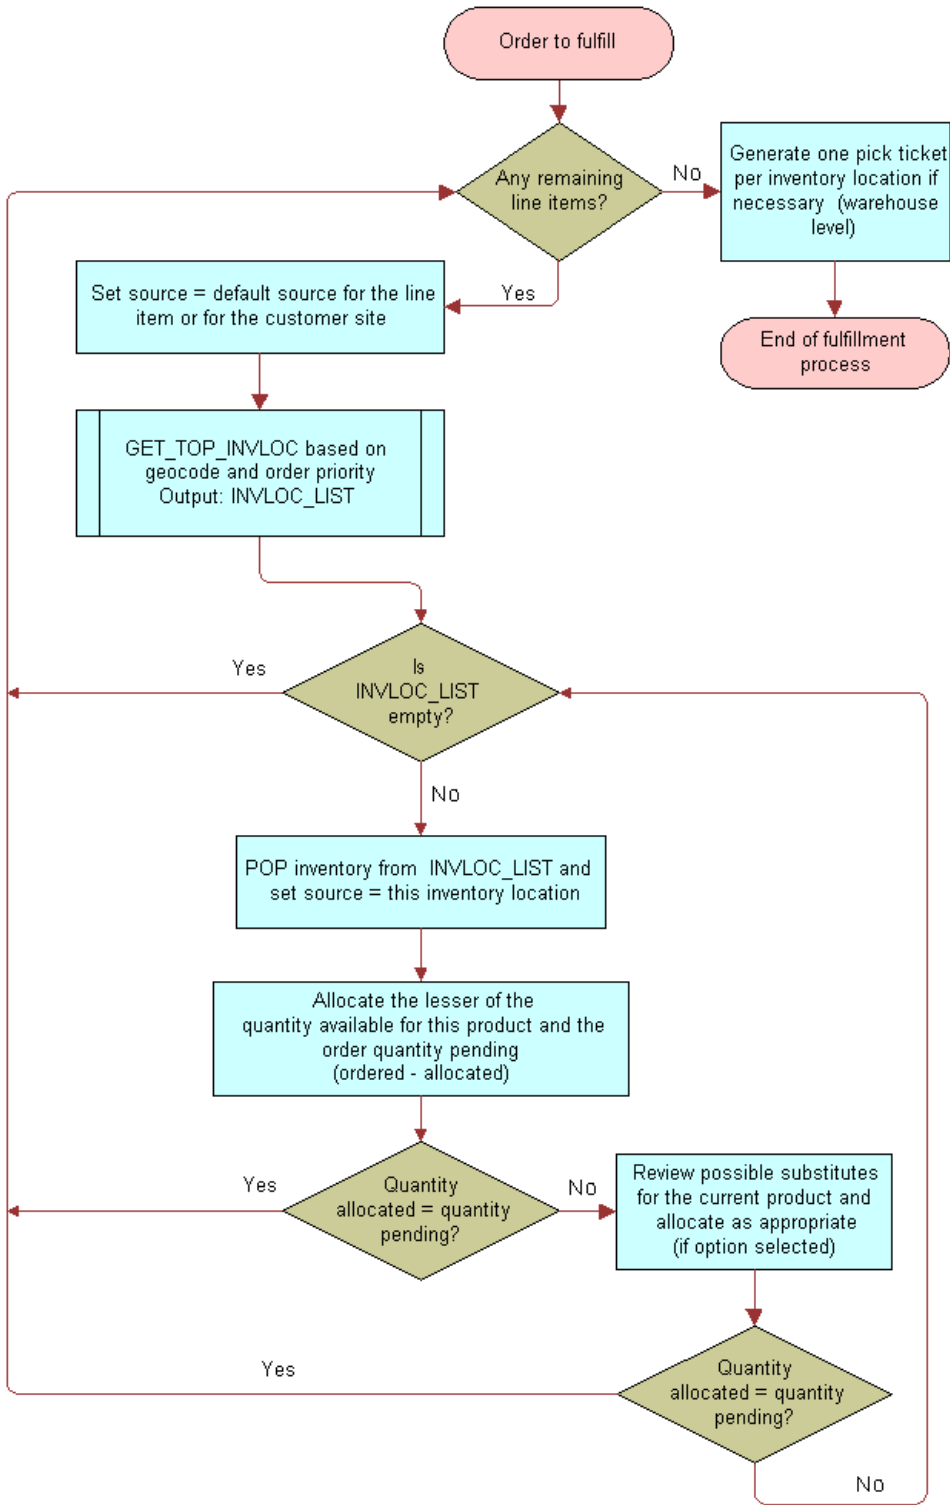 Order to fulfill
Any remaining
line items?
No
Generate one pick ticket
per inventory location if
necessary (warehouse
level)
Yes
Set source = default source for the line
item or for the customer site
End of fulfillment
process
GET_TOP_INVLOC based on
geocode and order priority
Output: INVLOC_LIST
Yes
Is
INVLOC_LIST
empty?
No
POP inventory from INVLOC_LIST and
set source = this inventory location
Allocate the lesser of the
quantity available for this product and the
order quantity pending
(ordered - allocated)
Yes
Quantity
allocated = quantity
pending?
No
Review possible substitutes
for the current product and
allocate as appropriate
(if option selected)
Yes
Quantity
allocated = quantity
pending?
No